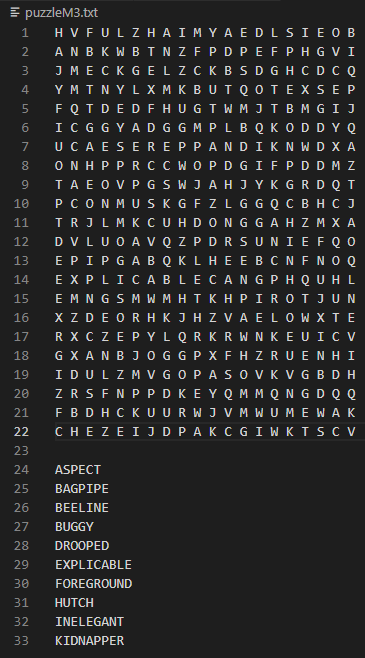 puzzleM3.txt
1 H V F U L Z H A I M Y A E D L S I E O B
2 A N B K W B T N Z F P D P E F P H G V I
3 J M E C K G E L Z C K B S D G H C D C Q
4 Y M T N Y L X M K B U T Q O T E X S E P
5 F Q T D E D F H U G T W M J T B M G I J
6 I C G G Y A D G G M P L B Q K O D D Y Q
7 U C A E S E R E P P A N D I K N W D X A
8 O N H P P R C C W O P D G I F P D D M Z
9 T A E O V P G S W J A H J Y K G R D Q T
10 P C O N M U S K G F Z L G G Q C B H C J
11 T R J L M K C U H D O N G G A H Z M X A
12 D V L U O A V Q Z P D R S U N I E F Q O
13 E P I P G A B Q K L H E E B C N F N O Q
14 E X P L I C A B L E C A N G P H Q U H L
15 E M N G S M W M H T K H P I R O T J U N
16 X Z D E O R H K J H Z V A E L O W X T E
17 R X C Z E P Y L Q R K R W N K E U I C V
18 G X A N B J O G G P X F H Z R U E N H I
19 I D U L Z M V G O P A S O V K V G B D H
20 Z R S F N P P D K E Y Q M M Q N G D Q Q
21 F B D H C K U U R W J V M W U M E W A K
22 C H E Z E I J D P A K C G I W K T S C V
23
24 ASPECT
25 BAGPIPE
26 BEELINE
27 BUGGY
28 DROOPED
29 EXPLICABLE
30 FOREGROUND
31 HUTCH
32 INELEGANT
33 KIDNAPPER